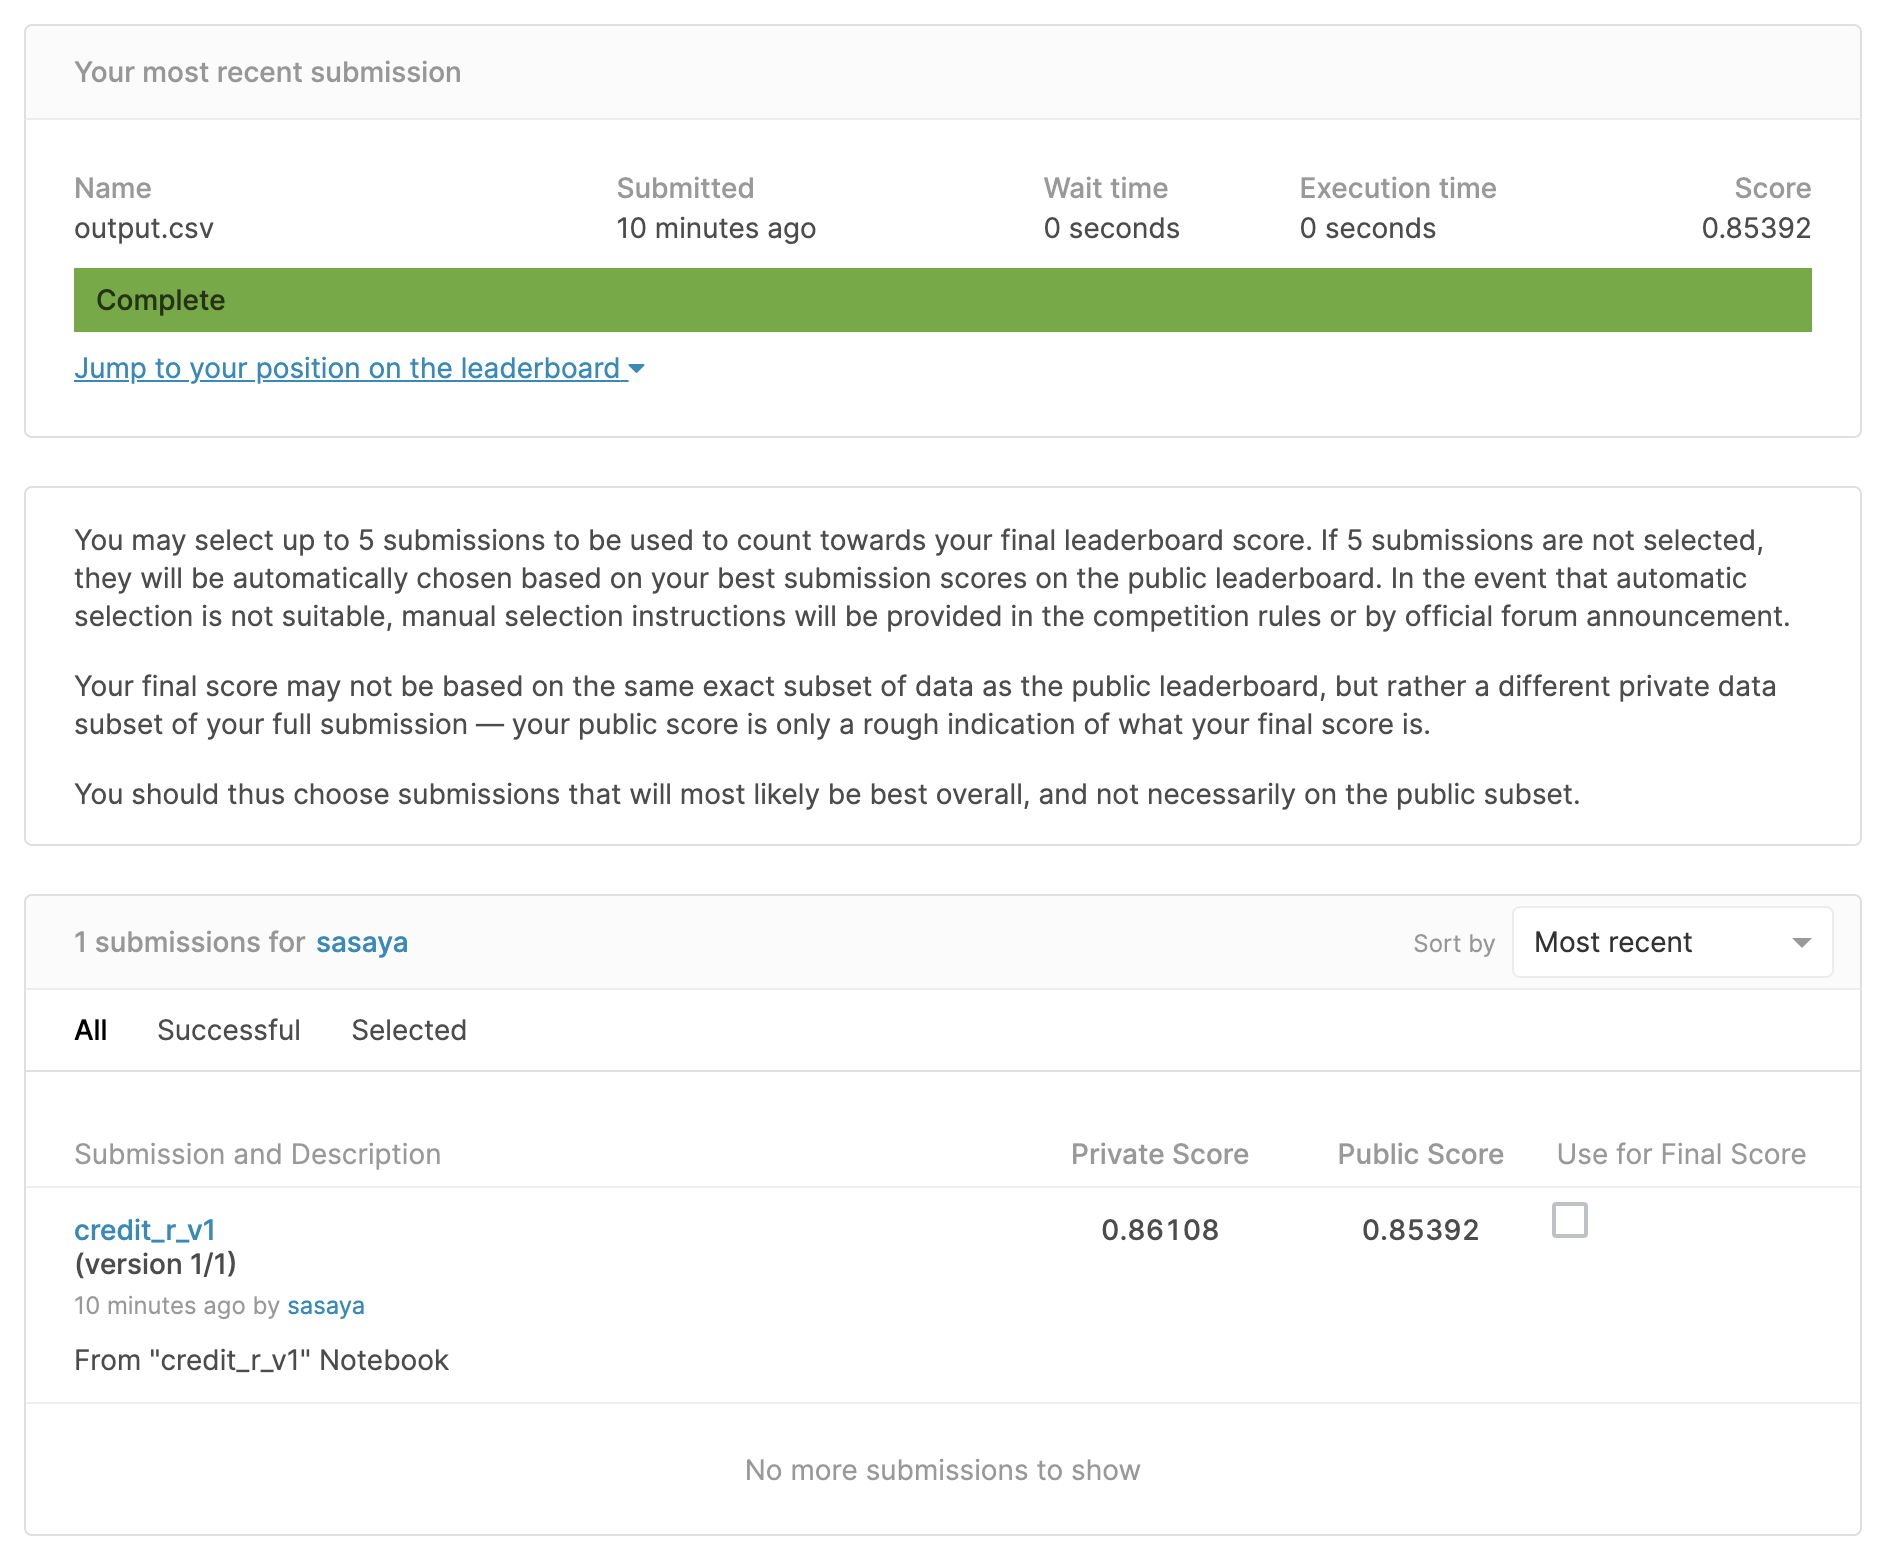 Your most recent submission
Name Submitted Wait time Execution time Score
output.csv 10 minutes ago 0 seconds 0 seconds 0.85392
Complete
Jump to your position on the leaderboard
You may select up to 5 submissions to be used to count towards your final leaderboard score. If 5 submissions are not selected,
they will be automatically chosen based on your best submission scores on the public leaderboard. In the event that automatic
selection is not suitable, manual selection instructions will be provided in the competition rules or by official forum announcement.
Your final score may not be based on the same exact subset of data as the public leaderboard, but rather a different private data
subset of your full submission — your public score is only a rough indication of what your final score is.
You should thus choose submissions that will most likely be best overall, and not necessarily on the public subset.
1 submissions for sasaya Sort by Most recent
All Successful Selected
Submission and Description Private Score Public Score Use for Final Score
credit_r_v1 0.86108 0.85392
(version 1/1)
10 minutes ago by sasaya
From "credit_r_v1" Notebook
No more submissions to show